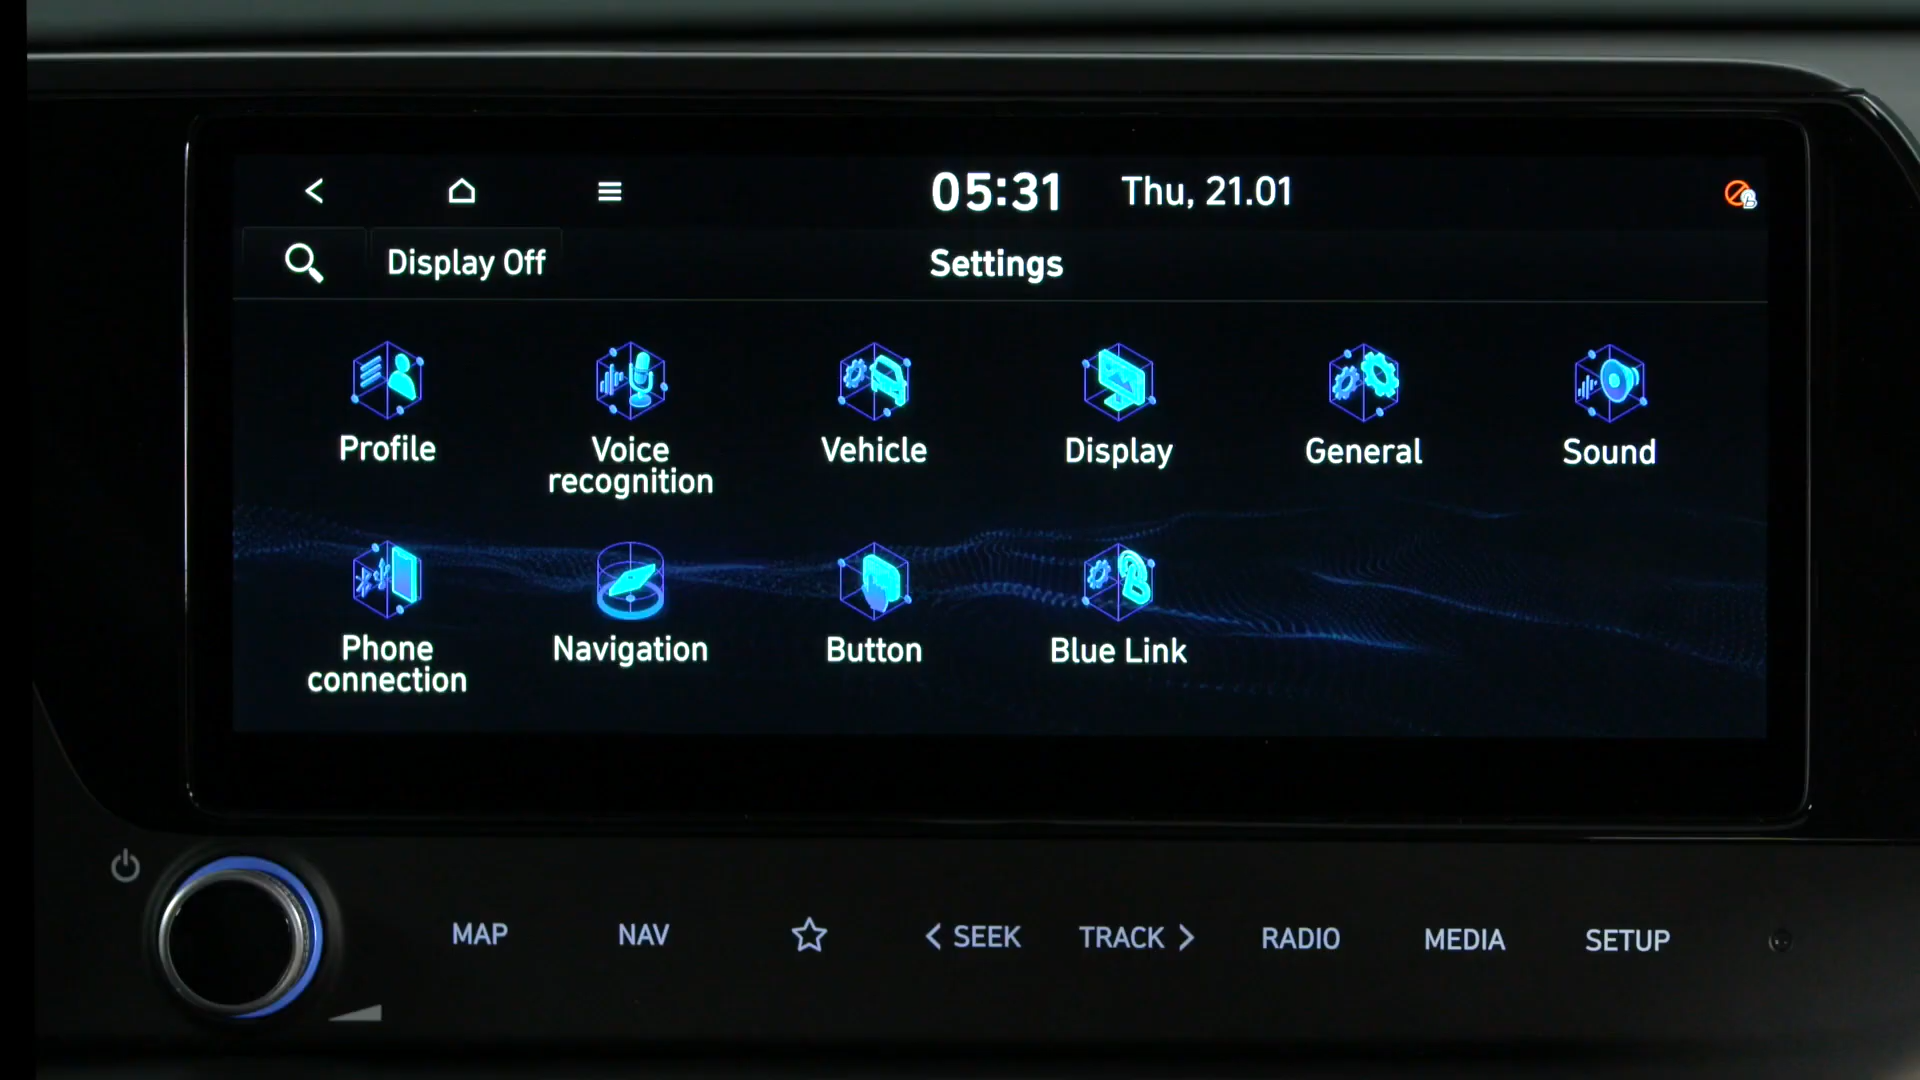 05:31 Thu, 21.01
Display Off Settings
Profile
Voice
recognition
Vehicle
Display
General
Sound
Phone
connection
Navigation
Button
Blue Link
MAP NAV < SEEK TRACK > RADIO MEDIA SETUP